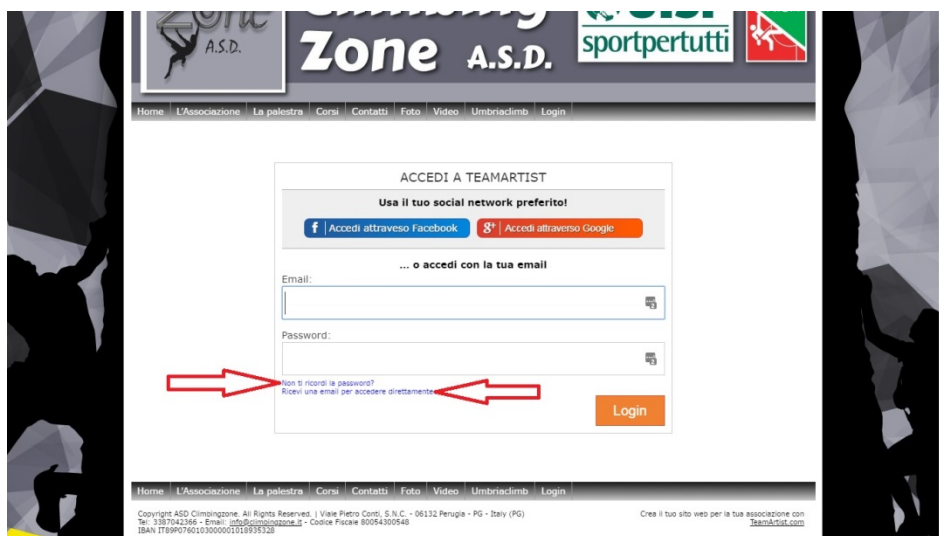 Zone
A.S.D.
Climbing
Zone A.S.D.
sportpertutti
Home L'Associazione La palestra Corsi Contatti Foto Video Umbriaclimb Login
ACCEDI A TEAMARTIST
Usa il tuo social network preferito!
f Accedi attraveso Facebook
g+ Accedi attraverso Google
... o accedi con la tua email
Email:
Password:
Non ti ricordi la password?
Ricevi una email per accedere direttamente
Login
Home L'Associazione La palestra Corsi Contatti Foto Video Umbriaclimb Login
Copyright ASD Climbingzone. All Rights Reserved. | Viale Pietro Conti, S.N.C. - 06132 Perugia - PG - Italy (PG)
Tel: 3387042366 - Email: info@climbingzone.it - Codice Fiscale 80054300548
IBAN IT89P0760103000001018935328
Crea il tuo sito web per la tua associazione con
TeamArtist.com